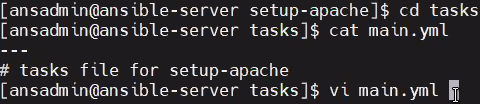 [ansadmin@ansible-server setup-apache]$ cd tasks
[ansadmin@ansible-server tasks]$ cat main.yml
---
# tasks file for setup-apache
[ansadmin@ansible-server tasks]$ vi main.yml